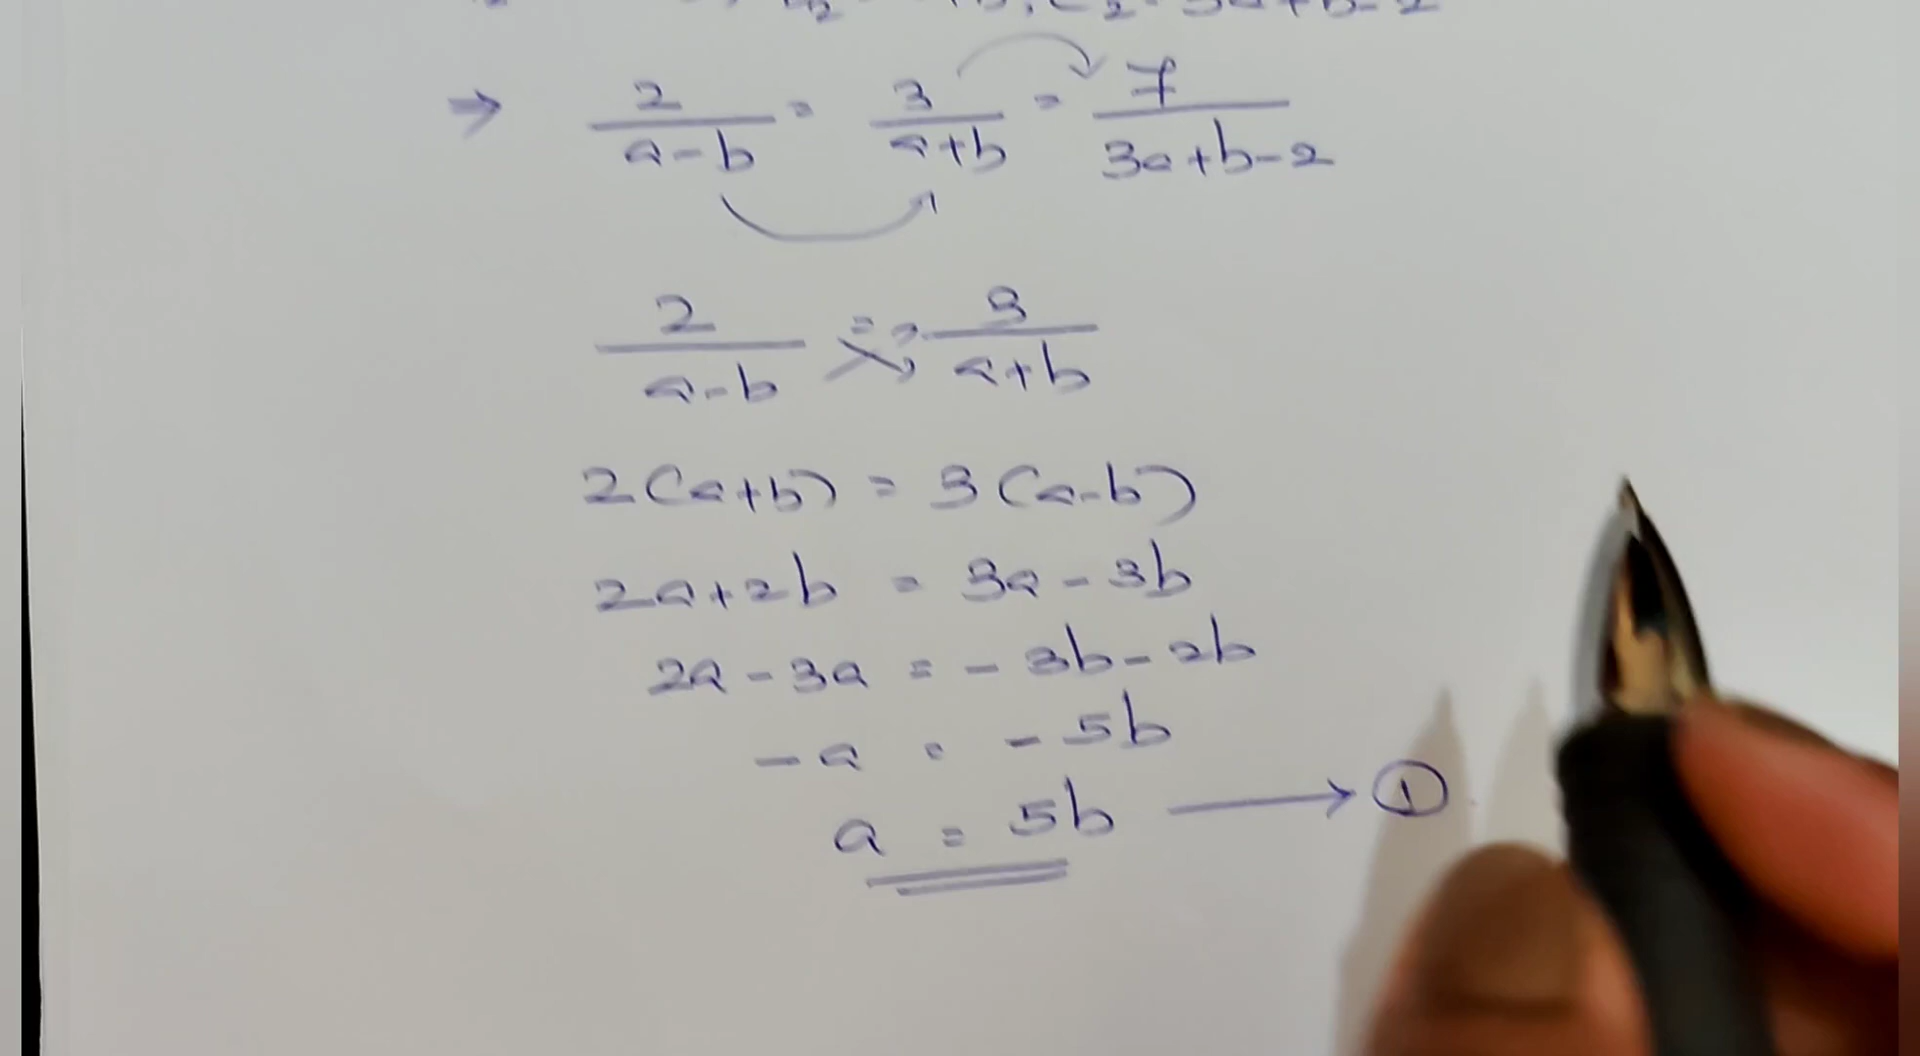 ⇒ 2/(a-b) = 3/(a+b) = 7/(3a+b-2)
2/(a-b) = 3/(a+b)
2(a+b) = 3(a-b)
2a+2b = 3a-3b
2a-3a = -3b-2b
-a = -5b
a = 5b → ①